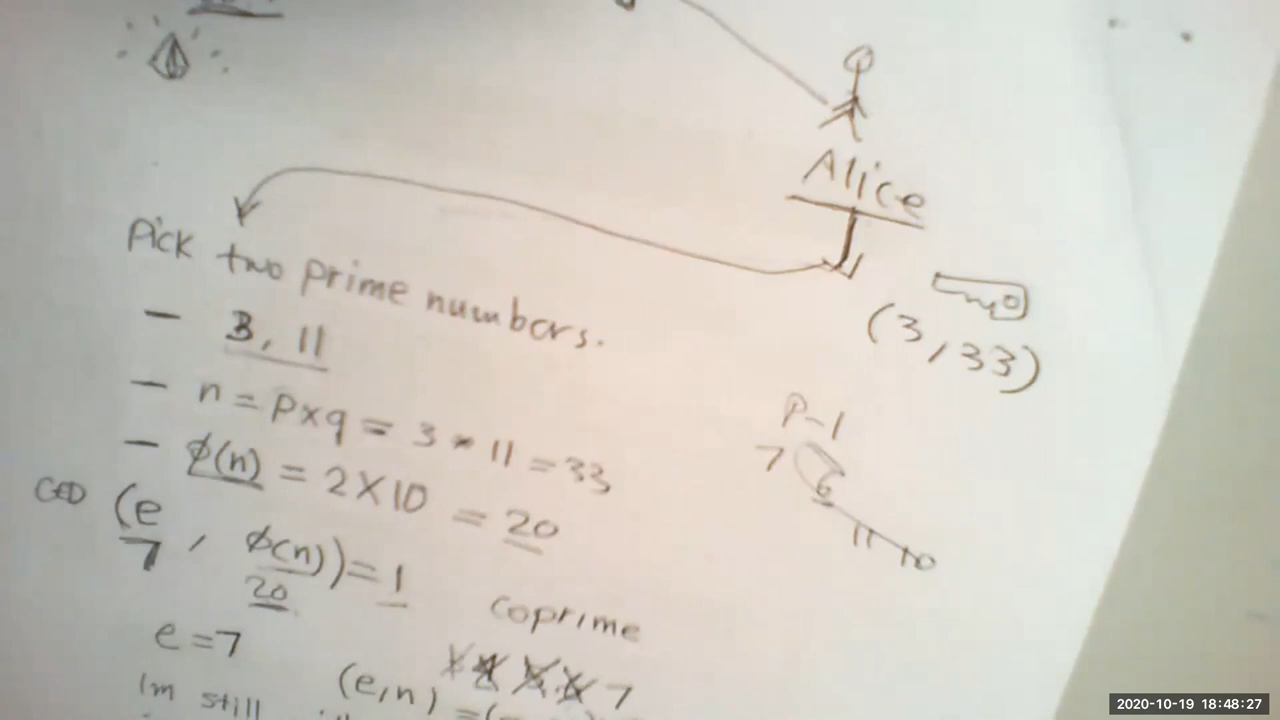 Alice
Pick two prime numbers.
- 3, 11
(3, 33)
- n = p x q = 3 * 11 = 33
- ϕ(n) = 2 X 10 = 20
P-1
7 6
11 10
GCD (e, ϕ(n)) = 1
7 20
coprime
e = 7
7
(e, n) = (
Im still
2020-10-19 18:48:27